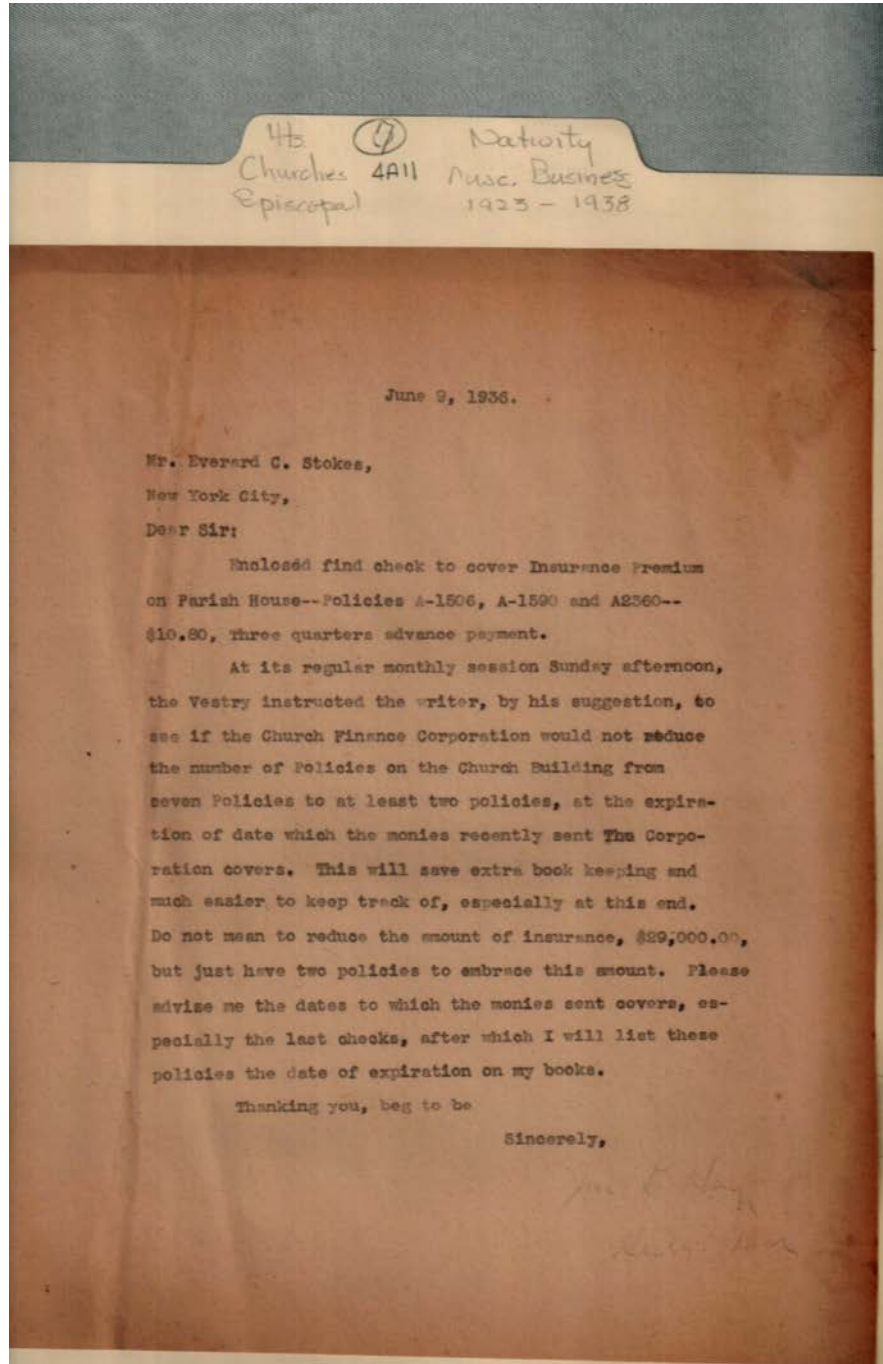 Hts. 4 Nativity
Churches 4A11 Misc. Business
Episcopal 1923 - 1938
June 9, 1936.
Mr. Everard C. Stokes,
New York City,
Dear Sir:
Enclosed find check to cover Insurance Premium
on Parish House--Policies A-1506, A-1590 and A2360--
$10.80, Three quarters advance payment.
At its regular monthly session Sunday afternoon,
the Vestry instructed the writer, by his suggestion, to
see if the Church Finance Corporation would not reduce
the number of Policies on the Church Building from
seven Policies to at least two policies, at the expira-
tion of date which the monies recently sent The Corpo-
ration covers. This will save extra book keeping and
much easier to keep track of, especially at this end.
Do not mean to reduce the amount of insurance, $29,000.00,
but just have two policies to embrace this amount. Please
advise me the dates to which the monies sent covers, es-
pecially the last checks, after which I will list these
policies the date of expiration on my books.
Thanking you, beg to be
Sincerely,